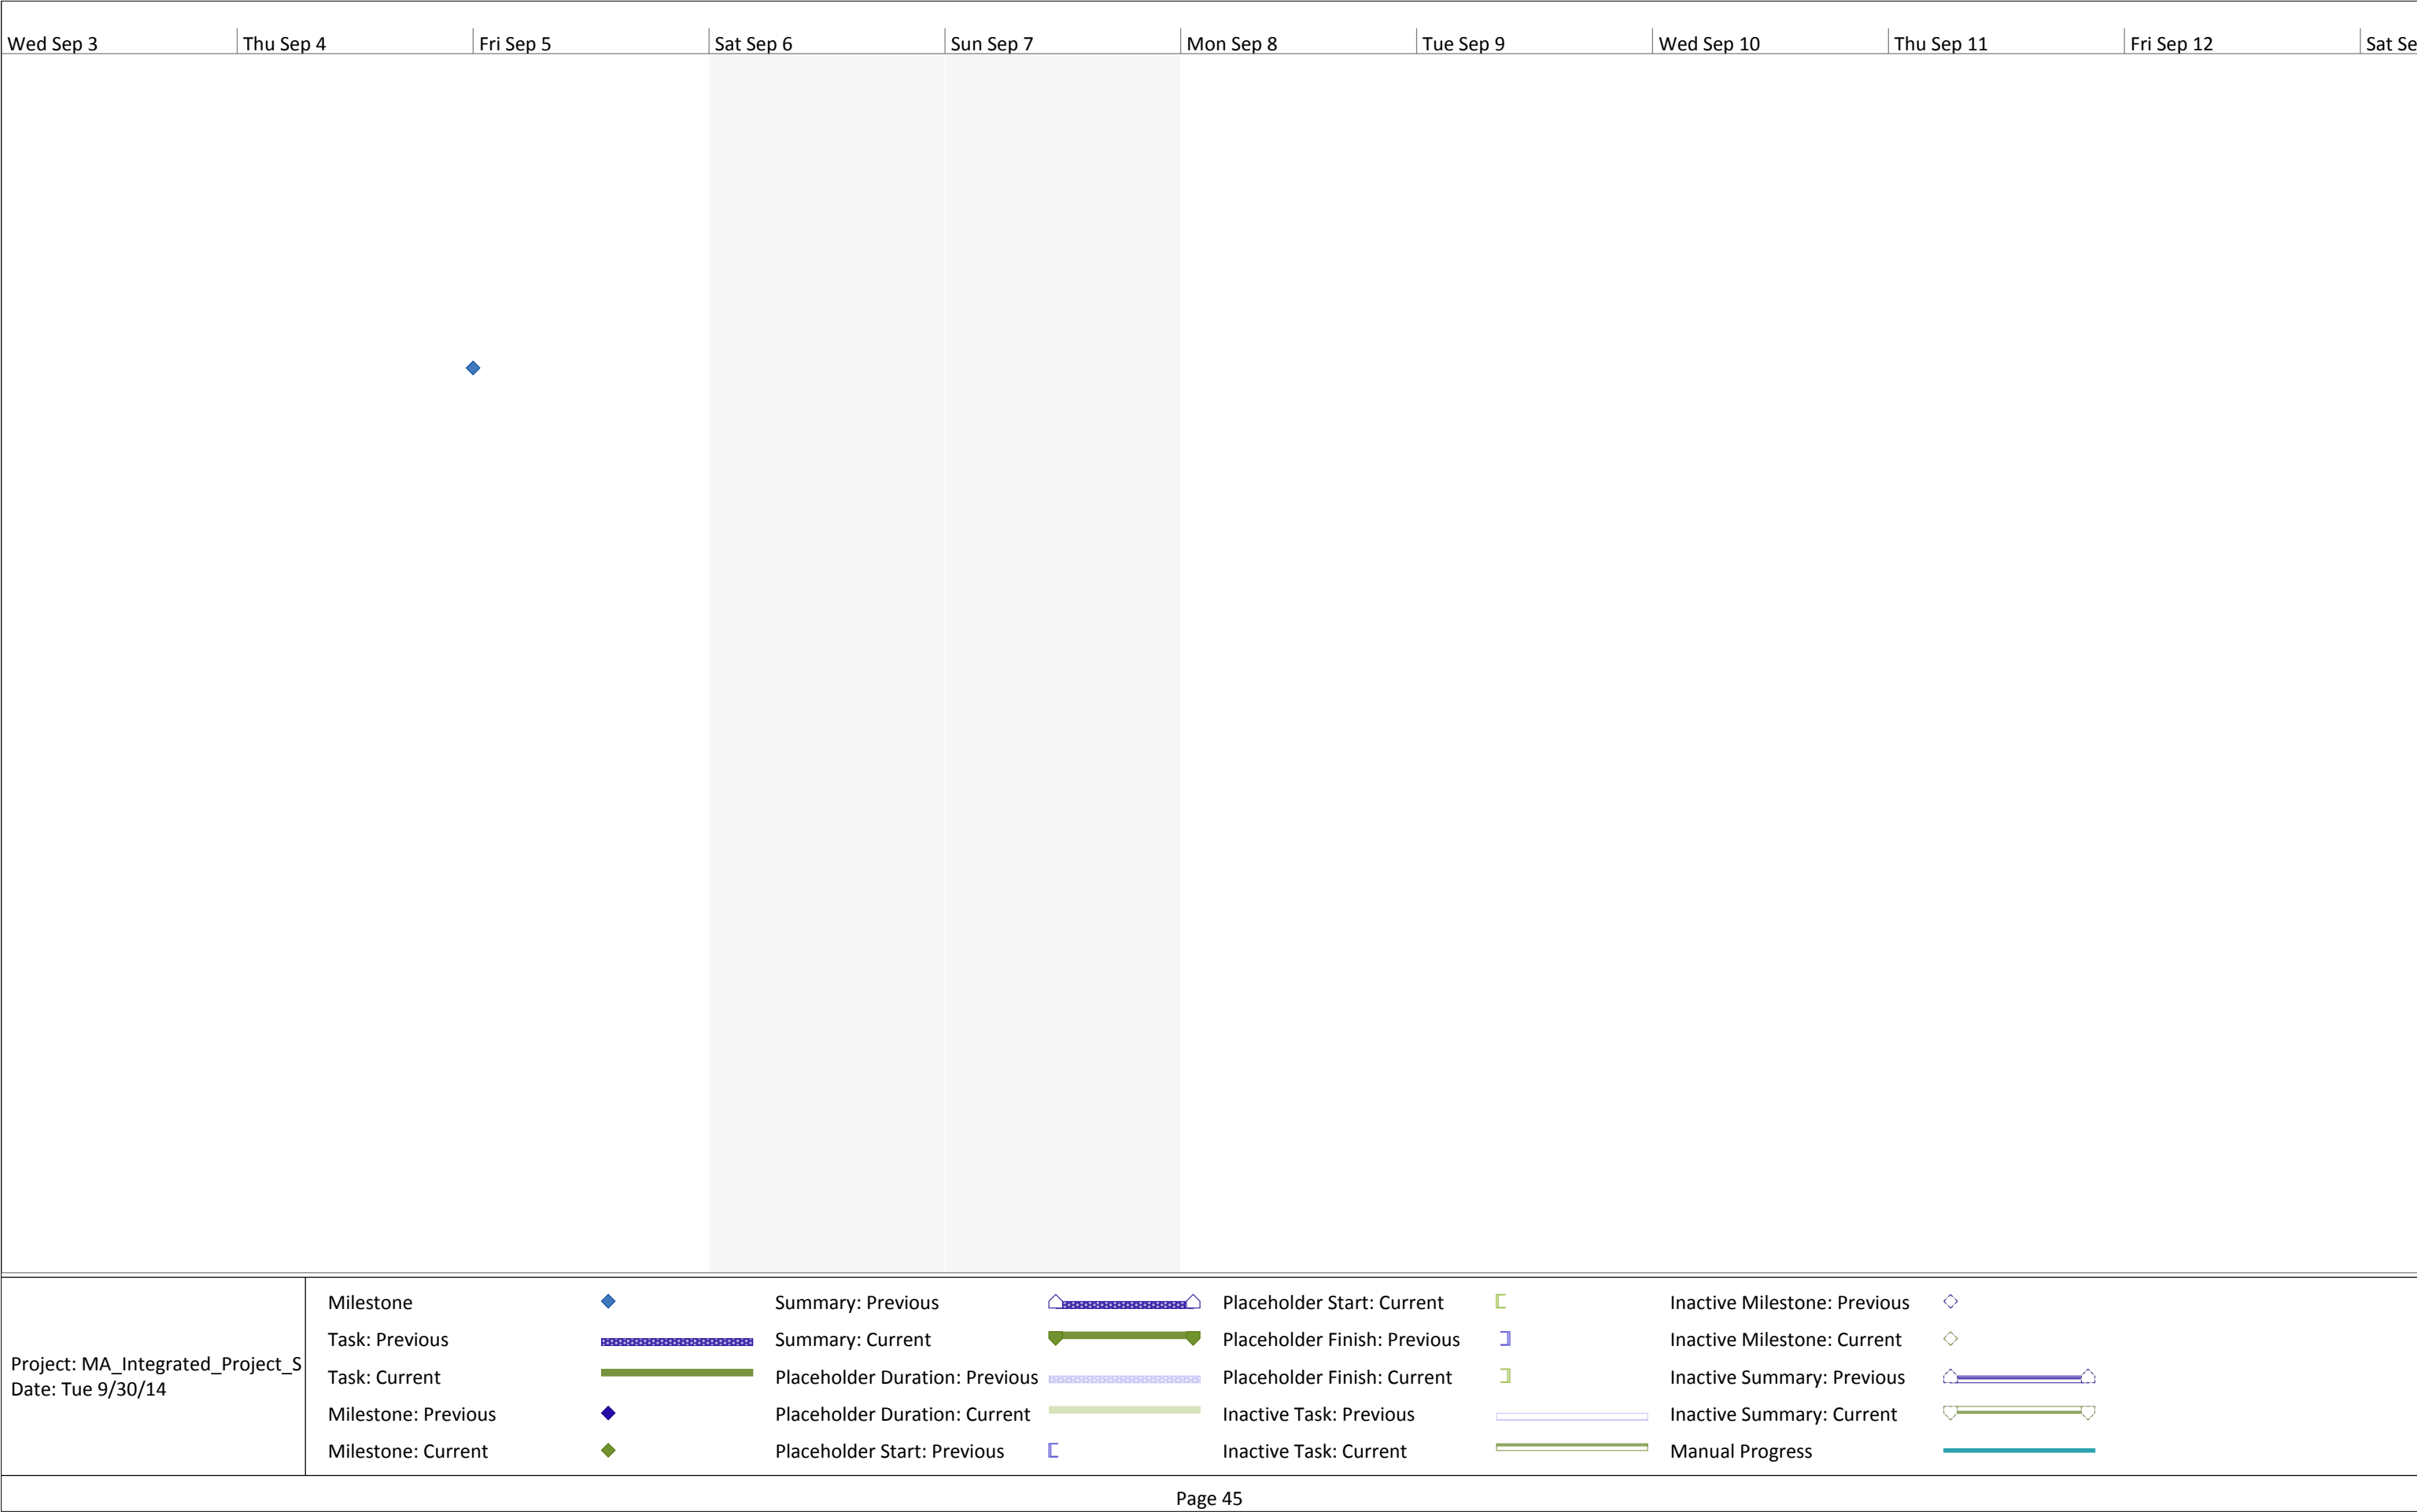 Wed Sep 3 Thu Sep 4 Fri Sep 5 Sat Sep 6 Sun Sep 7 Mon Sep 8 Tue Sep 9 Wed Sep 10 Thu Sep 11 Fri Sep 12 Sat Se
Project: MA_Integrated_Project_S
Date: Tue 9/30/14
Milestone
Task: Previous
Task: Current
Milestone: Previous
Milestone: Current
Summary: Previous
Summary: Current
Placeholder Duration: Previous
Placeholder Duration: Current
Placeholder Start: Previous
Placeholder Start: Current
Placeholder Finish: Previous
Placeholder Finish: Current
Inactive Task: Previous
Inactive Task: Current
Inactive Milestone: Previous
Inactive Milestone: Current
Inactive Summary: Previous
Inactive Summary: Current
Manual Progress
Page 45